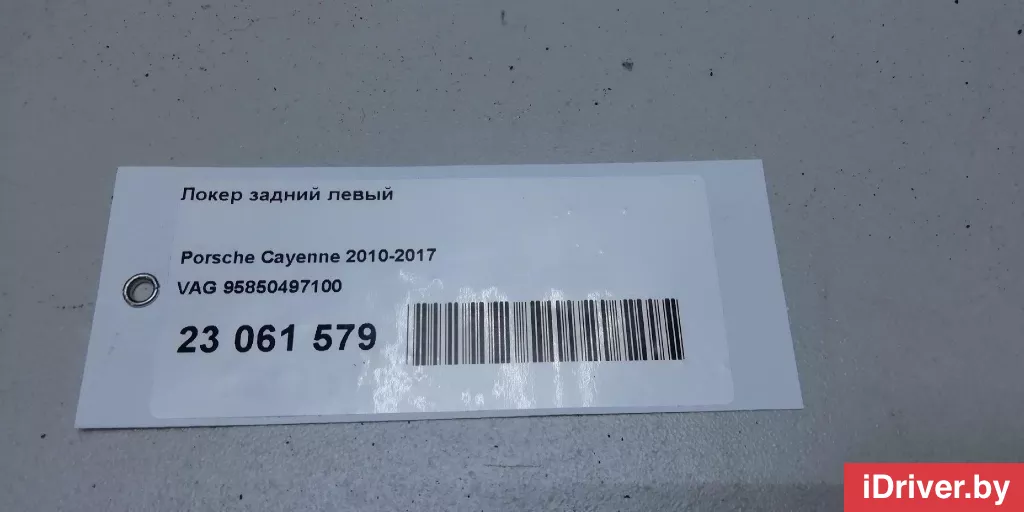 Локер задний левый
Porsche Cayenne 2010-2017
VAG 95850497100
23 061 579
iDriver.by